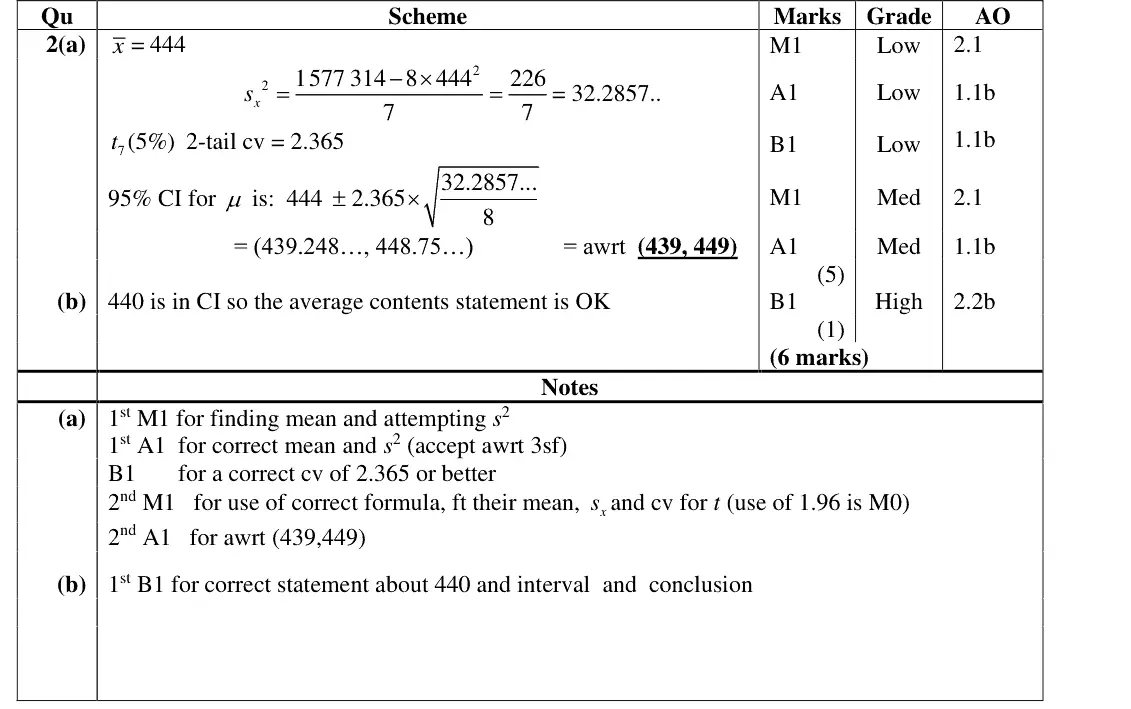 Qu Scheme Marks Grade AO
2(a) x̅ = 444 M1 Low 2.1
sₓ² = (1 577 314 − 8×444²)/7 = 226/7 = 32.2857.. A1 Low 1.1b
t₇(5%) 2-tail cv = 2.365 B1 Low 1.1b
95% CI for μ is: 444 ± 2.365×√(32.2857.../8) M1 Med 2.1
= (439.248…, 448.75…) = awrt (439, 449) A1 Med 1.1b
(5)
(b) 440 is in CI so the average contents statement is OK B1 High 2.2b
(1)
(6 marks)
Notes
(a) 1st M1 for finding mean and attempting s²
1st A1 for correct mean and s² (accept awrt 3sf)
B1 for a correct cv of 2.365 or better
2nd M1 for use of correct formula, ft their mean, sₓ and cv for t (use of 1.96 is M0)
2nd A1 for awrt (439,449)
(b) 1st B1 for correct statement about 440 and interval and conclusion